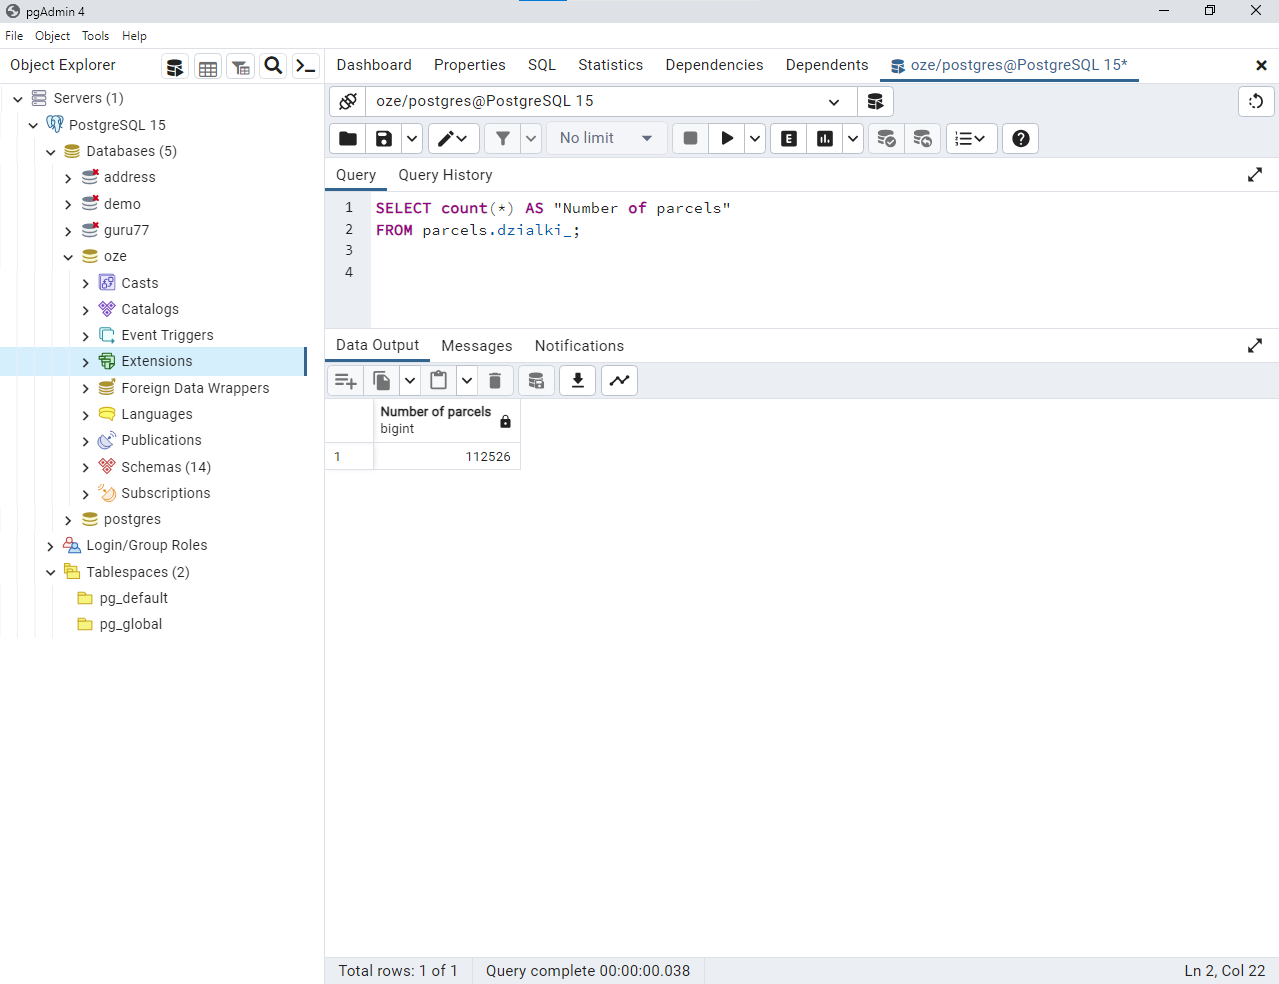 pgAdmin 4
File Object Tools Help
Object Explorer
Servers (1)
PostgreSQL 15
Databases (5)
address
demo
guru77
oze
Casts
Catalogs
Event Triggers
Extensions
Foreign Data Wrappers
Languages
Publications
Schemas (14)
Subscriptions
postgres
Login/Group Roles
Tablespaces (2)
pg_default
pg_global
Dashboard Properties SQL Statistics Dependencies Dependents oze/postgres@PostgreSQL 15*
oze/postgres@PostgreSQL 15
No limit E
Query Query History
1 SELECT count(*) AS "Number of parcels"
2 FROM parcels.dzialki_;
3
4
Data Output Messages Notifications
Number of parcels
bigint
1 112526
Total rows: 1 of 1 Query complete 00:00:00.038 Ln 2, Col 22